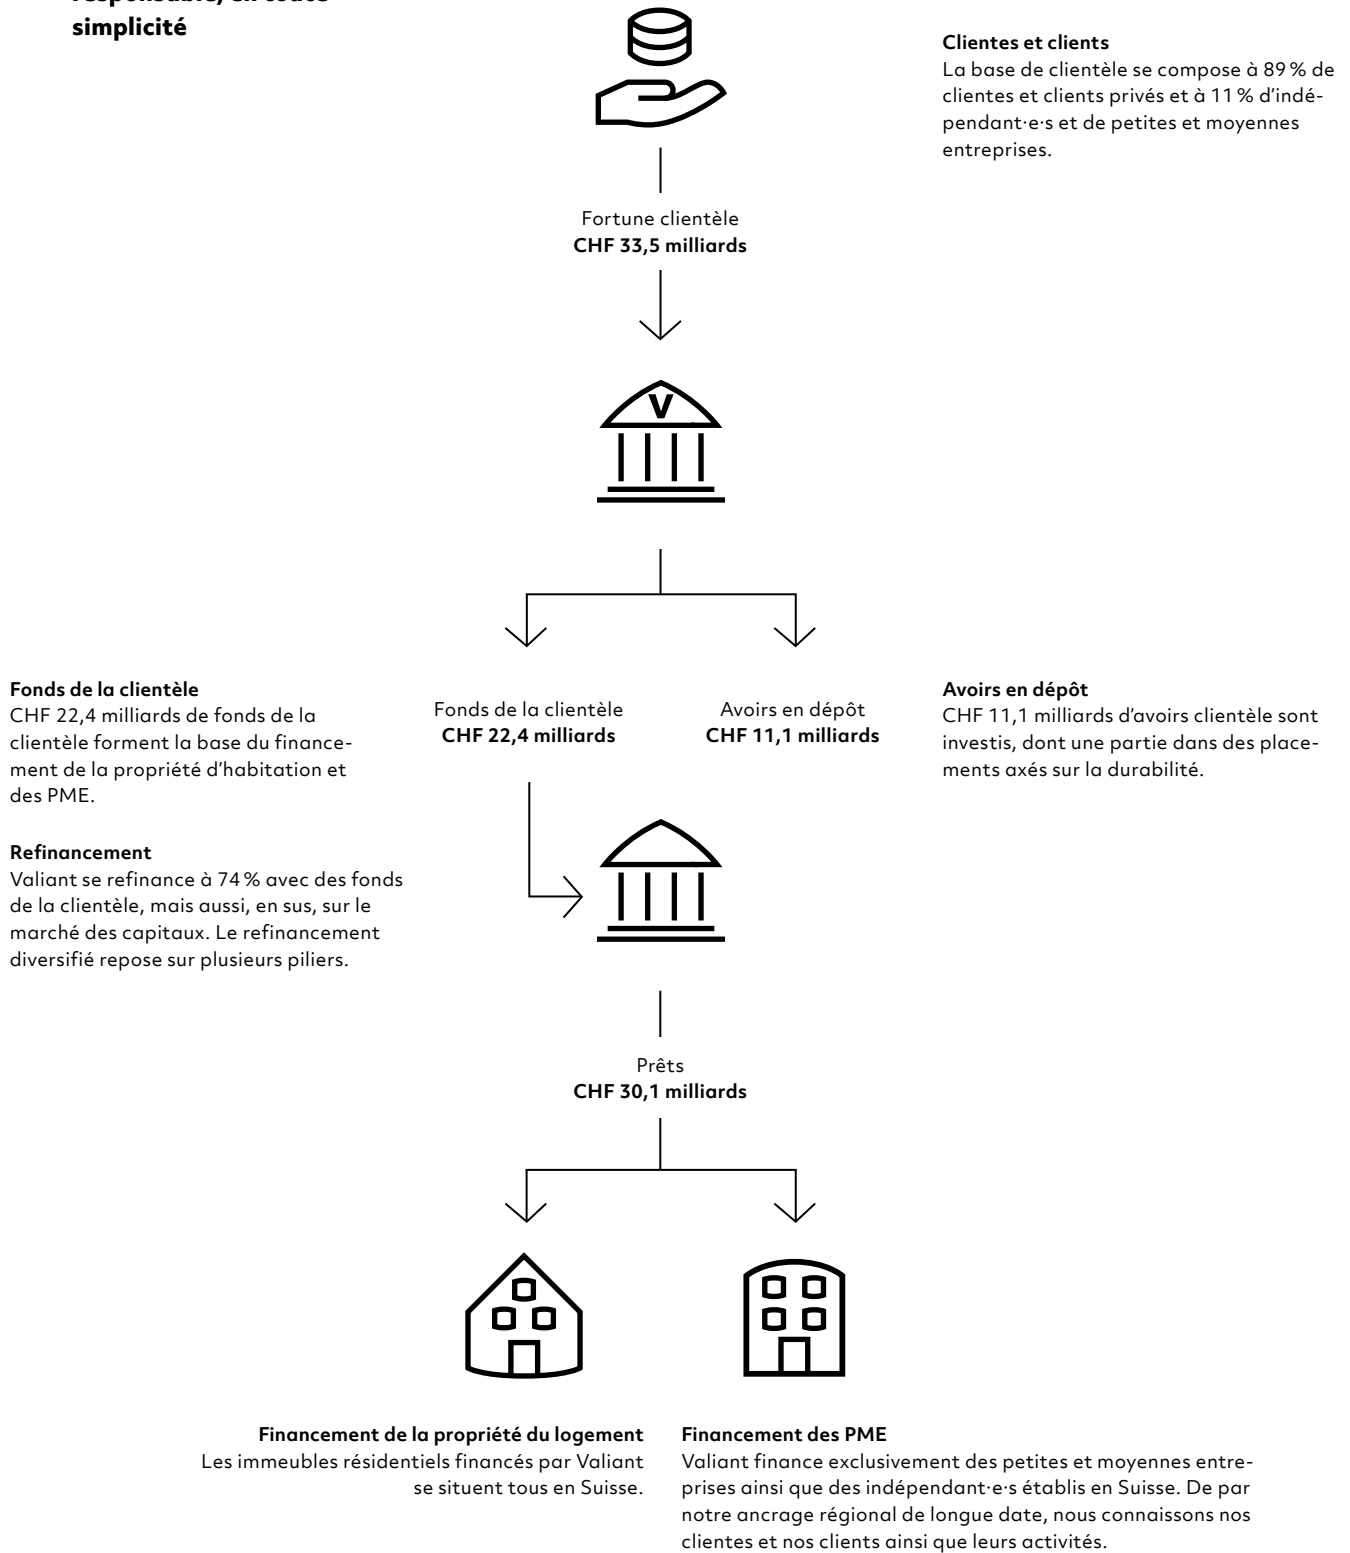 simplicité
Clientes et clients
La base de clientèle se compose à 89 % de
clientes et clients privés et à 11 % d’indé-
pendant·e·s et de petites et moyennes
entreprises.
Fortune clientèle
CHF 33,5 milliards
V
Fonds de la clientèle
CHF 22,4 milliards de fonds de la
clientèle forment la base du finance-
ment de la propriété d’habitation et
des PME.
Refinancement
Valiant se refinance à 74 % avec des fonds
de la clientèle, mais aussi, en sus, sur le
marché des capitaux. Le refinancement
diversifié repose sur plusieurs piliers.
Fonds de la clientèle
CHF 22,4 milliards
Avoirs en dépôt
CHF 11,1 milliards
Avoirs en dépôt
CHF 11,1 milliards d’avoirs clientèle sont
investis, dont une partie dans des place-
ments axés sur la durabilité.
Prêts
CHF 30,1 milliards
Financement de la propriété du logement
Les immeubles résidentiels financés par Valiant
se situent tous en Suisse.
Financement des PME
Valiant finance exclusivement des petites et moyennes entre-
prises ainsi que des indépendant·e·s établis en Suisse. De par
notre ancrage régional de longue date, nous connaissons nos
clientes et nos clients ainsi que leurs activités.